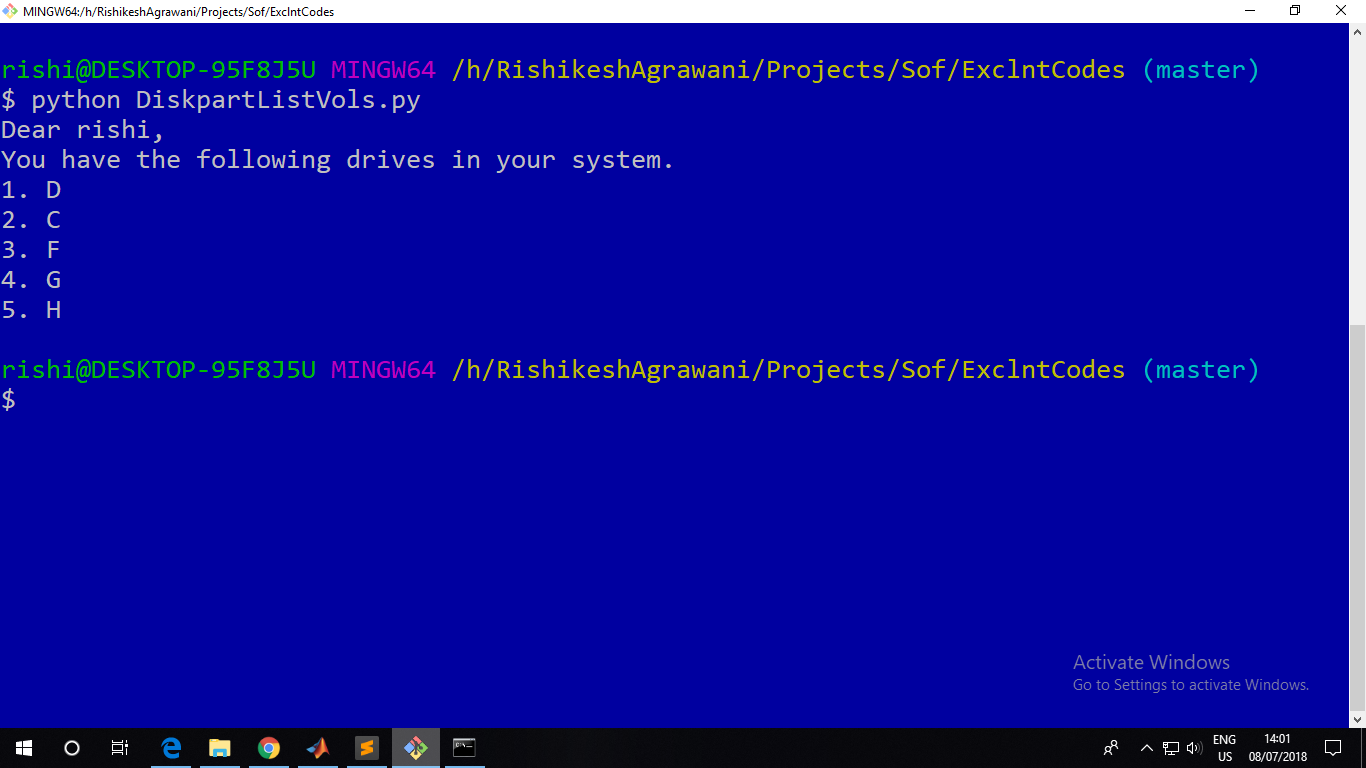 MINGW64:/h/RishikeshAgrawani/Projects/Sof/ExclntCodes
rishi@DESKTOP-95F8J5U MINGW64 /h/RishikeshAgrawani/Projects/Sof/ExclntCodes (master)
$ python DiskpartListVols.py
Dear rishi,
You have the following drives in your system.
1. D
2. C
3. F
4. G
5. H
rishi@DESKTOP-95F8J5U MINGW64 /h/RishikeshAgrawani/Projects/Sof/ExclntCodes (master)
$
Activate Windows
Go to Settings to activate Windows.
ENG
US
14:01
08/07/2018